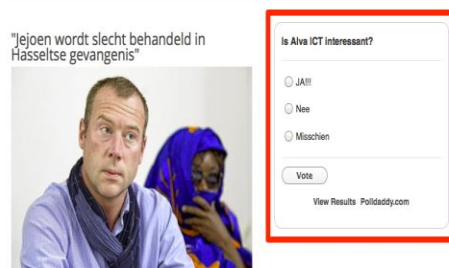 "Jejoen wordt slecht behandeld in
Hasseltse gevangenis"
Is Alva ICT interessant?
JA!!!
Nee
Misschien
Vote
View Results Polldaddy.com